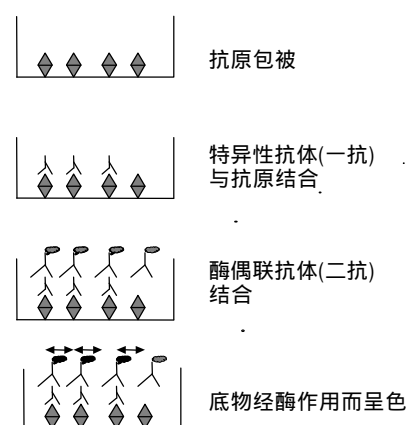 抗原包被
特异性抗体(一抗)
与抗原结合
酶偶联抗体(二抗)
结合
底物经酶作用而呈色